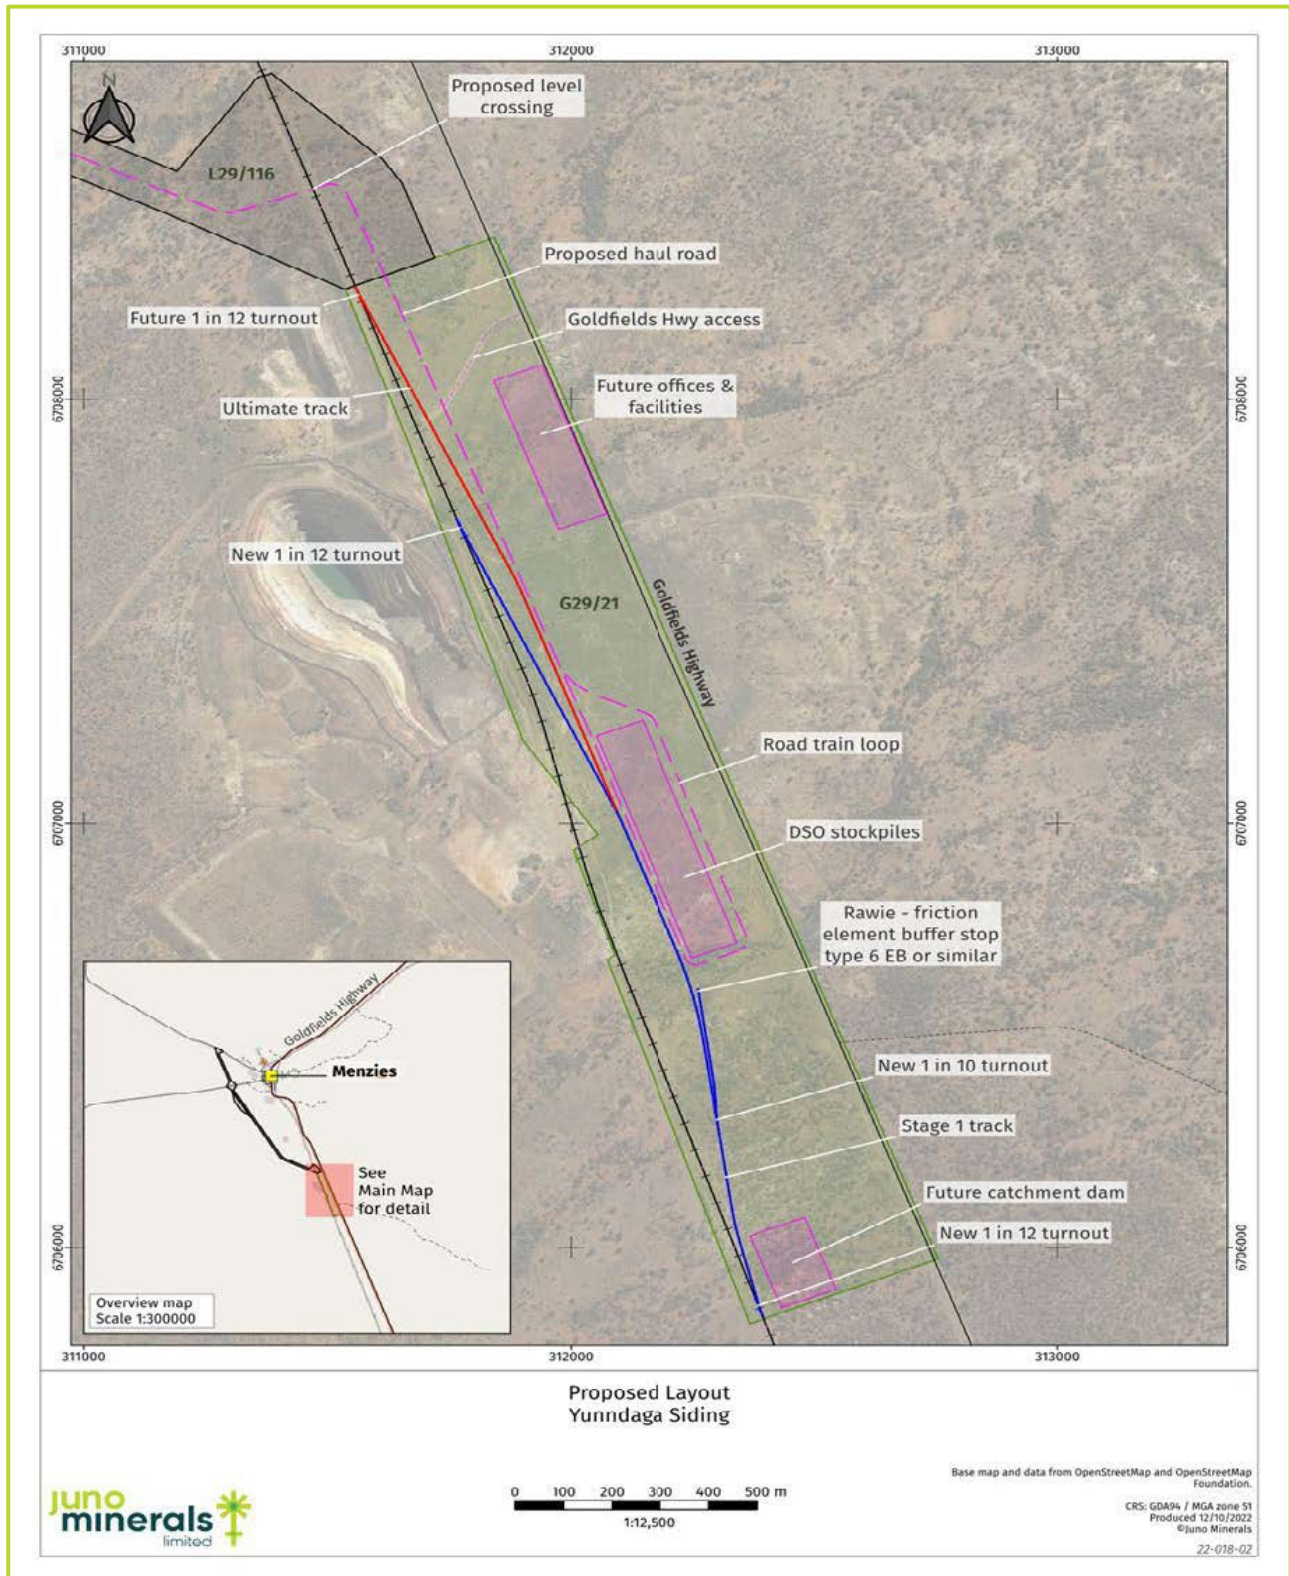 311000
312000
313000
N
Proposed level
crossing
L29/116
Proposed haul road
Future 1 in 12 turnout
Goldfields Hwy access
6708000
6708000
Future offices &
facilities
Ultimate track
New 1 in 12 turnout
G29/21
Goldfields Highway
Road train loop
6707000
6707000
DSO stockpiles
Rawie - friction
element buffer stop
type 6 EB or similar
Goldfields Highway
Menzies
New 1 in 10 turnout
Stage 1 track
See
Main Map
for detail
Future catchment dam
New 1 in 12 turnout
6706000
6706000
Overview map
Scale 1:300000
311000
312000
313000
Proposed Layout
Yunndaga Siding
juno
minerals
limited
0 100 200 300 400 500 m
1:12,500
Base map and data from OpenStreetMap and OpenStreetMap
Foundation.
CRS: GDA94 / MGA zone 51
Produced 12/10/2022
©Juno Minerals
22-018-02